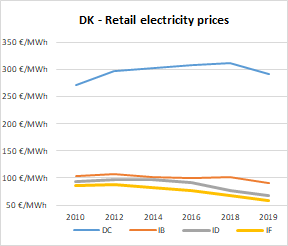 DK - Retail electricity prices
350 €/MWh
300 €/MWh
250 €/MWh
200 €/MWh
150 €/MWh
100 €/MWh
50 €/MWh
2010 2012 2014 2016 2018 2019
DC IB ID IF